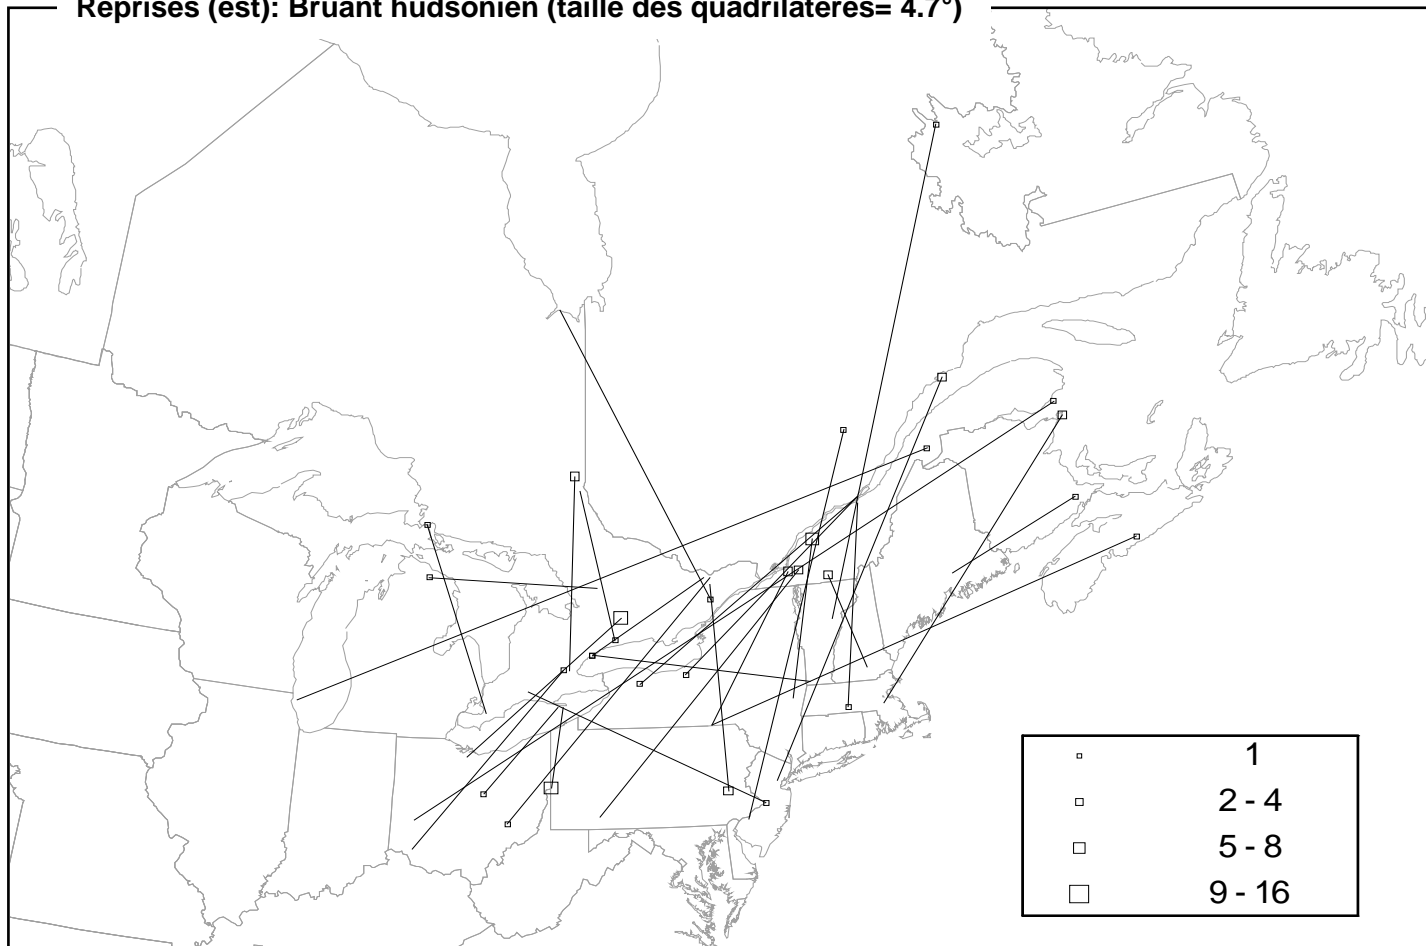 Reprises (est): Bruant hudsonien (taille des quadrilatères= 4.7°)
1
2 - 4
5 - 8
9 - 16